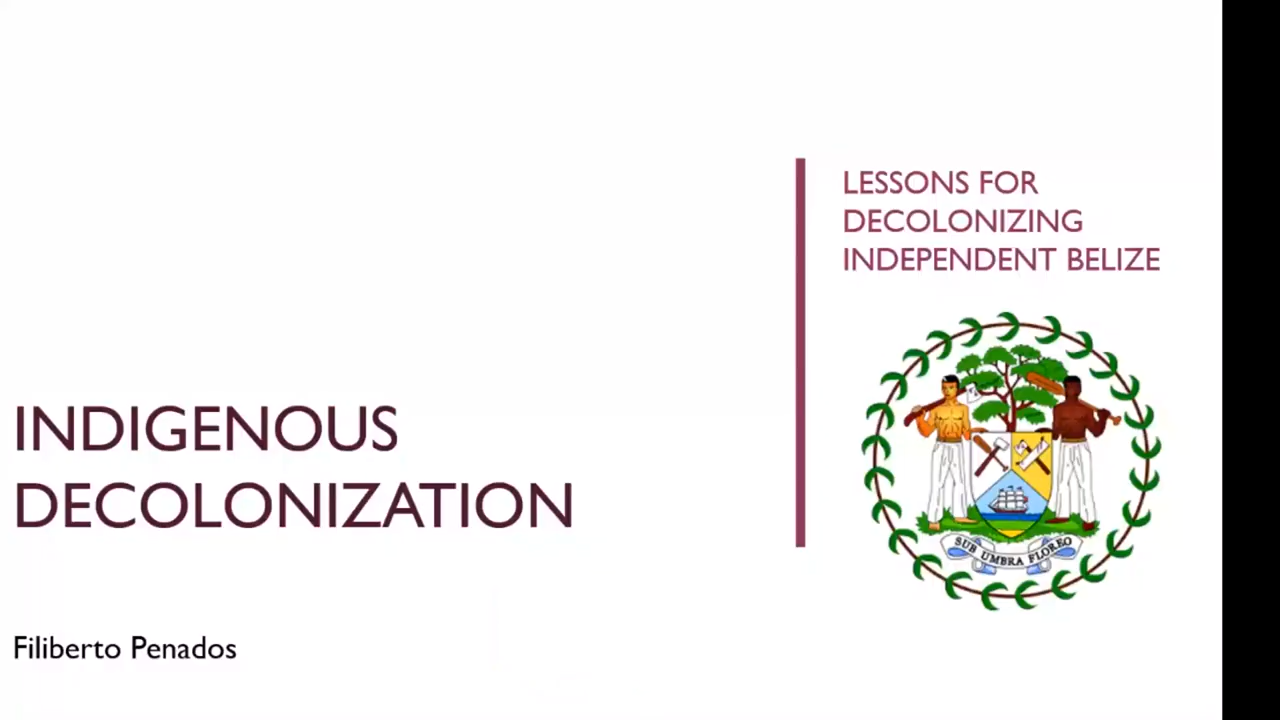 LESSONS FOR
DECOLONIZING
INDEPENDENT BELIZE
INDIGENOUS
DECOLONIZATION
SUB UMBRA FLOREO
Filiberto Penados